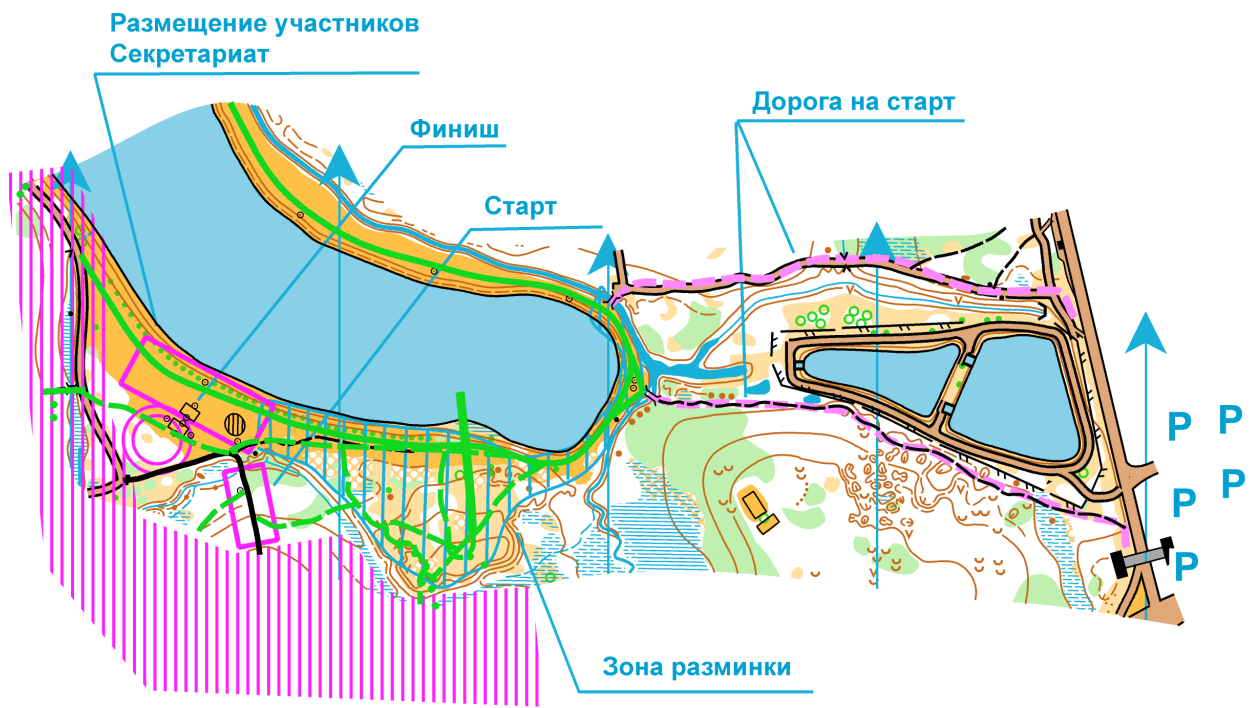 Размещение участников
Секретариат
Финиш
Дорога на старт
Старт
P P
P P
P
Зона разминки